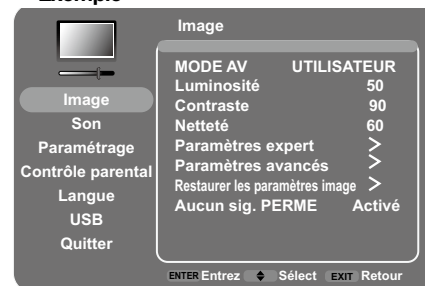 Exemple
Image
Image
Son
Paramétrage
Contrôle parental
Langue
USB
Quitter
MODE AV UTILISATEUR
Luminosité 50
Contraste 90
Netteté 60
Paramètres expert >
Paramètres avancés >
Restaurer les paramètres image >
Aucun sig. PERME Activé
ENTER Entrez Sélect EXIT Retour